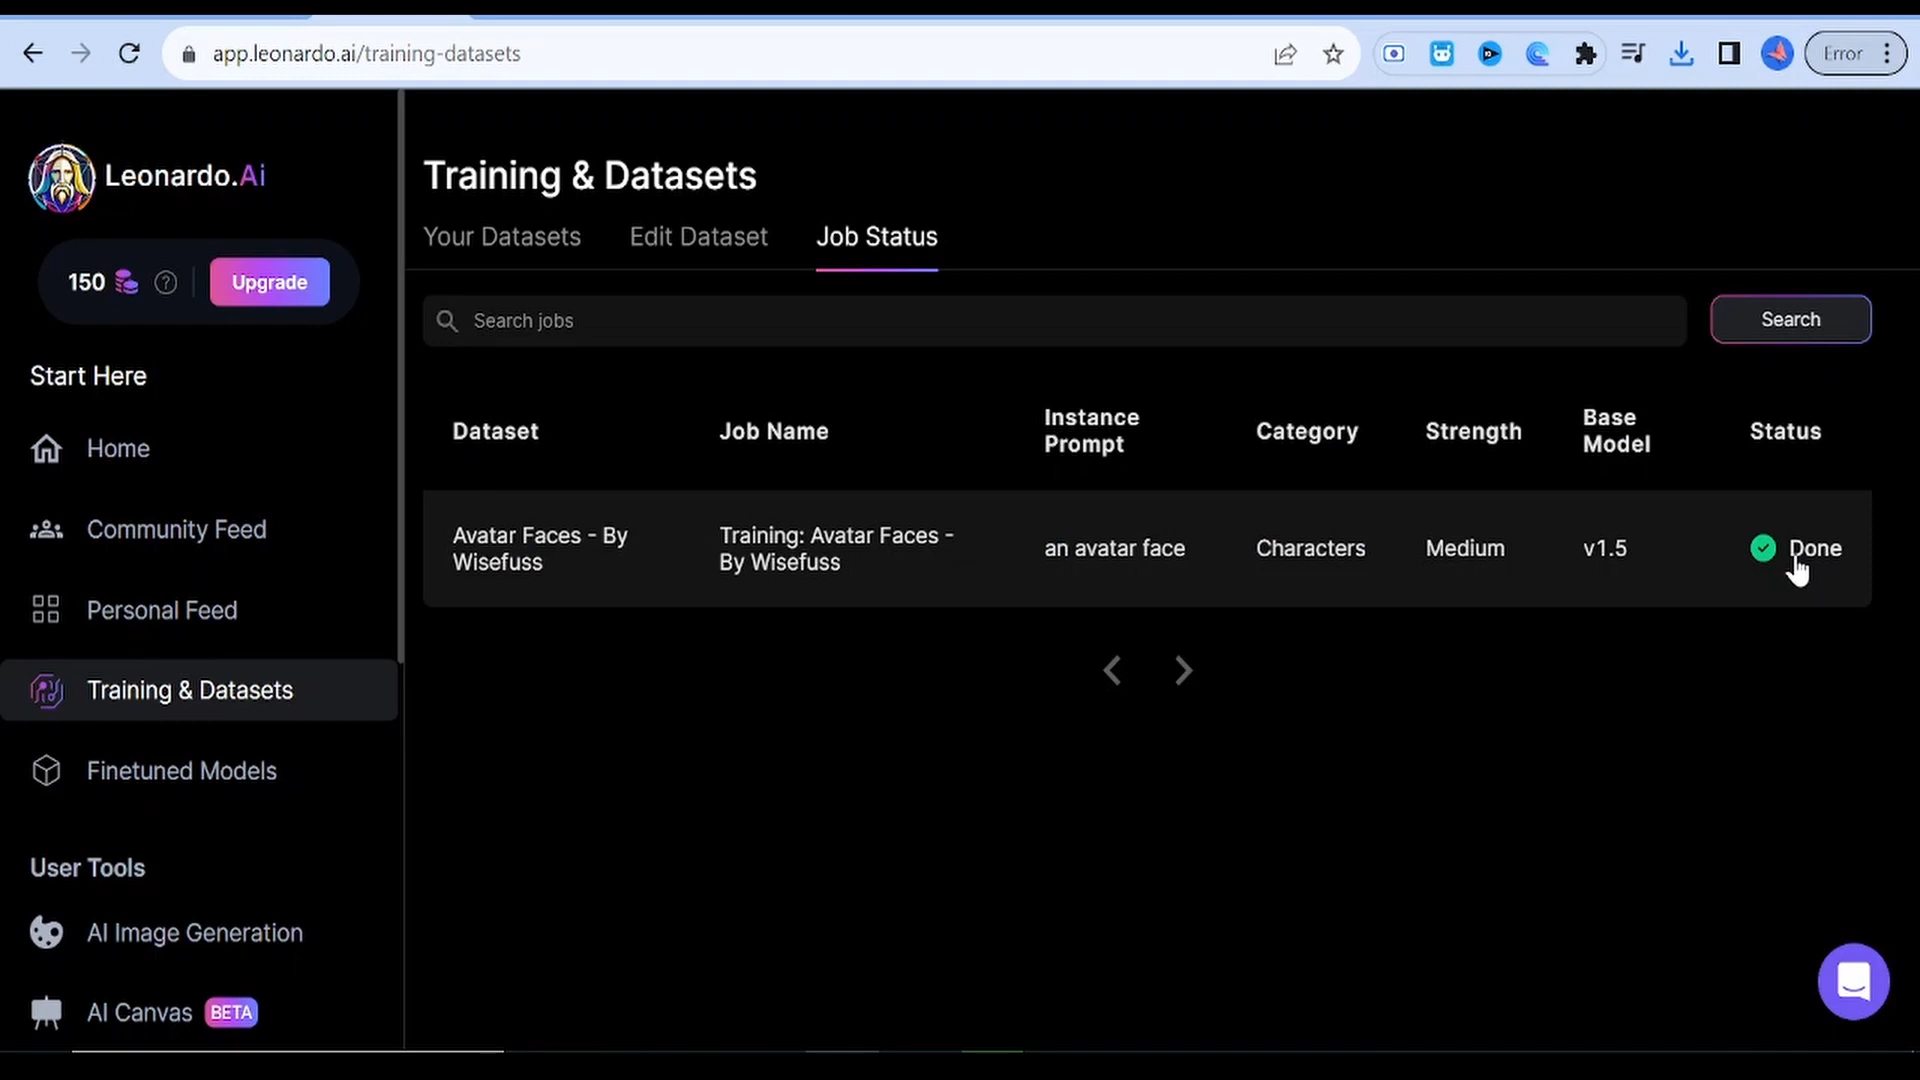 app.leonardo.ai/training-datasets
Error
Leonardo.Ai
150
?
Upgrade
Start Here
Home
Community Feed
Personal Feed
Training & Datasets
Finetuned Models
User Tools
AI Image Generation
AI Canvas BETA
Training & Datasets
Your Datasets Edit Dataset Job Status
Search jobs
Search
Dataset
Job Name
Instance
Prompt
Category
Strength
Base
Model
Status
Avatar Faces - By
Wisefuss
Training: Avatar Faces -
By Wisefuss
an avatar face
Characters
Medium
v1.5
Done